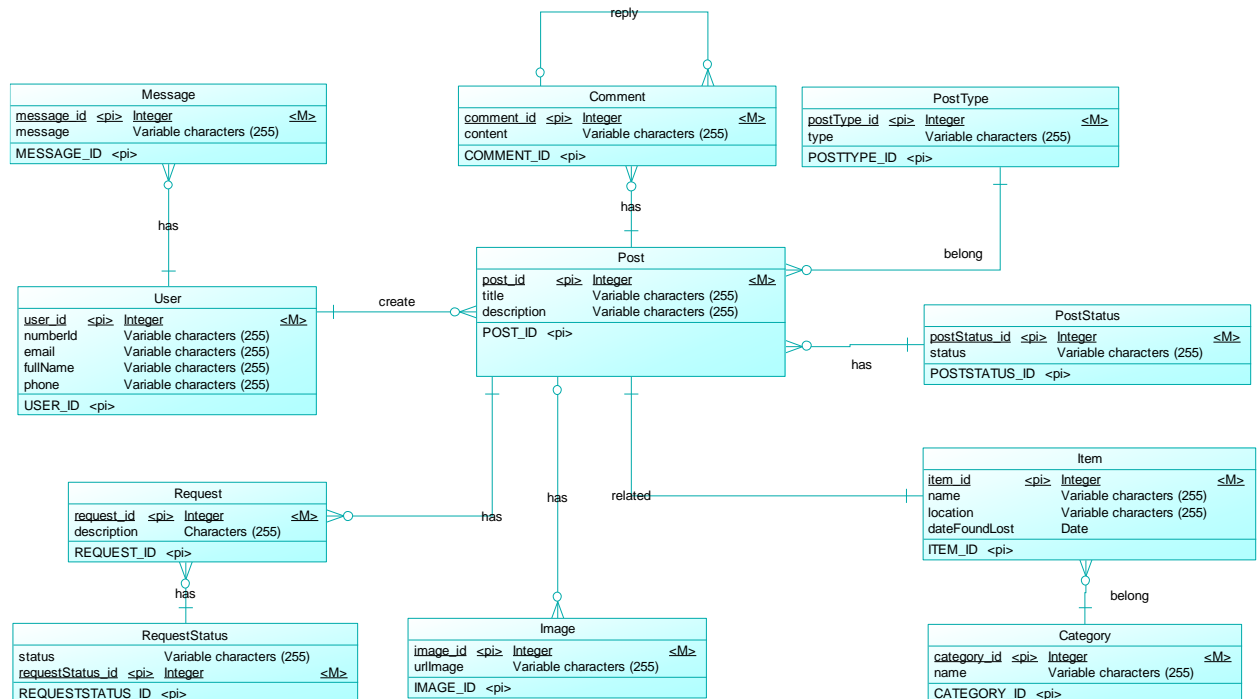 reply
Message
message_id <pi> Integer <M>
message Variable characters (255)
MESSAGE_ID <pi>
Comment
comment_id <pi> Integer <M>
content Variable characters (255)
COMMENT_ID <pi>
PostType
postType_id <pi> Integer <M>
type Variable characters (255)
POSTTYPE_ID <pi>
has
has
belong
Post
post_id <pi> Integer <M>
title Variable characters (255)
description Variable characters (255)
POST_ID <pi>
User
user_id <pi> Integer <M>
numberId Variable characters (255)
email Variable characters (255)
fullName Variable characters (255)
phone Variable characters (255)
USER_ID <pi>
create
PostStatus
postStatus_id <pi> Integer <M>
status Variable characters (255)
POSTSTATUS_ID <pi>
has
Request
request_id <pi> Integer <M>
description Characters (255)
REQUEST_ID <pi>
has
has
related
Item
item_id <pi> Integer <M>
name Variable characters (255)
location Variable characters (255)
dateFoundLost Date
ITEM_ID <pi>
has
belong
RequestStatus
status Variable characters (255)
requestStatus_id <pi> Integer <M>
REQUESTSTATUS_ID <pi>
Image
image_id <pi> Integer <M>
urlImage Variable characters (255)
IMAGE_ID <pi>
Category
category_id <pi> Integer <M>
name Variable characters (255)
CATEGORY_ID <pi>